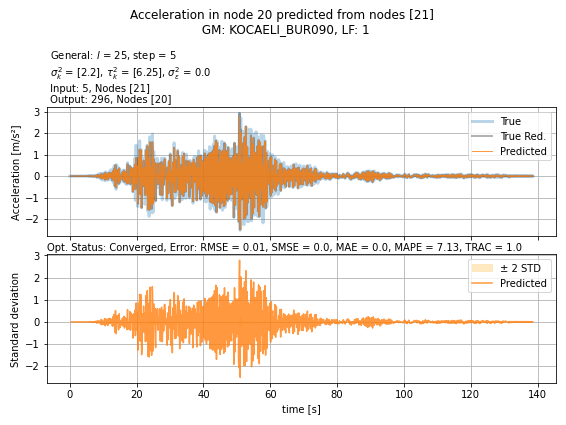 Acceleration in node 20 predicted from nodes [21]
GM: KOCAELI_BUR090, LF: 1
General: l = 25, step = 5
σ²ₖ = [2.2], τ²ₖ = [6.25], σ²ε = 0.0
Input: 5, Nodes [21]
Output: 296, Nodes [20]
3
2
1
0
−1
−2
Acceleration [m/s²]
True
True Red.
Predicted
Opt. Status: Converged, Error: RMSE = 0.01, SMSE = 0.0, MAE = 0.0, MAPE = 7.13, TRAC = 1.0
3
2
1
0
−1
−2
Standard deviation
± 2 STD
Predicted
0 20 40 60 80 100 120 140
time [s]